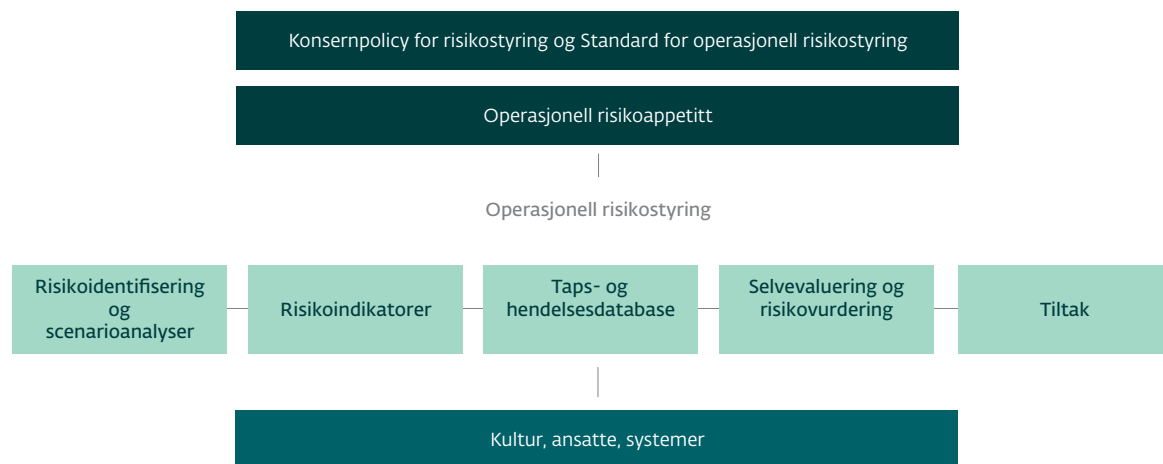 Konsernpolicy for risikostyring og Standard for operasjonell risikostyring
Operasjonell risikoappetitt
Operasjonell risikostyring
Risikoidentifisering
og
scenarioanalyser
Risikoindikatorer
Taps- og
hendelsesdatabase
Selvevaluering og
risikovurdering
Tiltak
Kultur, ansatte, systemer